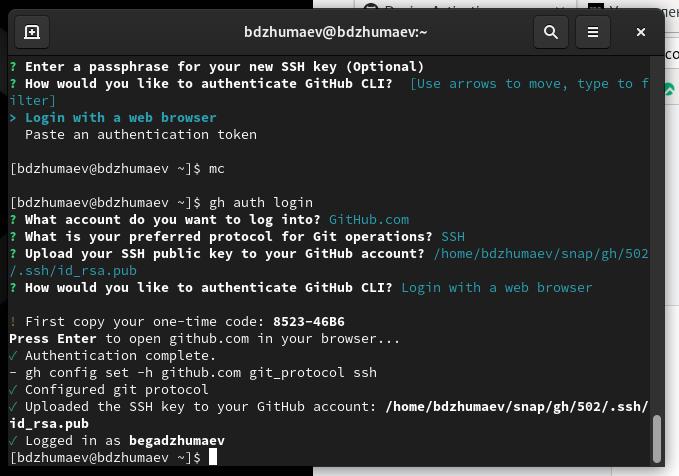 bdzhumaev@bdzhumaev:~
? Enter a passphrase for your new SSH key (Optional)
? How would you like to authenticate GitHub CLI?  [Use arrows to move, type to f
ilter]
> Login with a web browser
  Paste an authentication token
[bdzhumaev@bdzhumaev ~]$ mc
[bdzhumaev@bdzhumaev ~]$ gh auth login
? What account do you want to log into? GitHub.com
? What is your preferred protocol for Git operations? SSH
? Upload your SSH public key to your GitHub account? /home/bdzhumaev/snap/gh/502
/.ssh/id_rsa.pub
? How would you like to authenticate GitHub CLI? Login with a web browser
! First copy your one-time code: 8523-46B6
Press Enter to open github.com in your browser...
✓ Authentication complete.
- gh config set -h github.com git_protocol ssh
✓ Configured git protocol
✓ Uploaded the SSH key to your GitHub account: /home/bdzhumaev/snap/gh/502/.ssh/
id_rsa.pub
✓ Logged in as begadzhumaev
[bdzhumaev@bdzhumaev ~]$